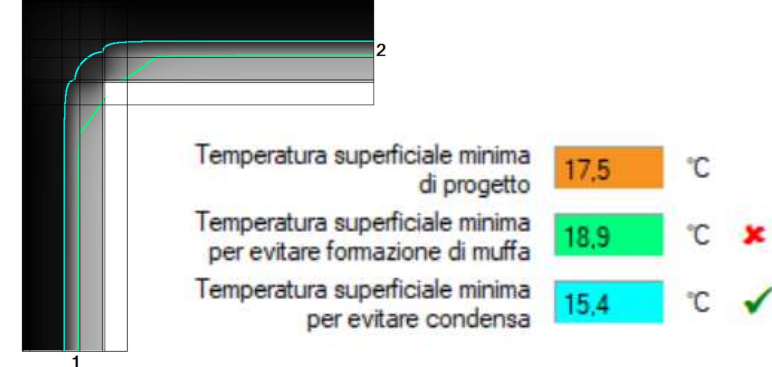 2
Temperatura superficiale minima
di progetto 17,5 °C
Temperatura superficiale minima
per evitare formazione di muffa 18,9 °C
Temperatura superficiale minima
per evitare condensa 15,4 °C
1